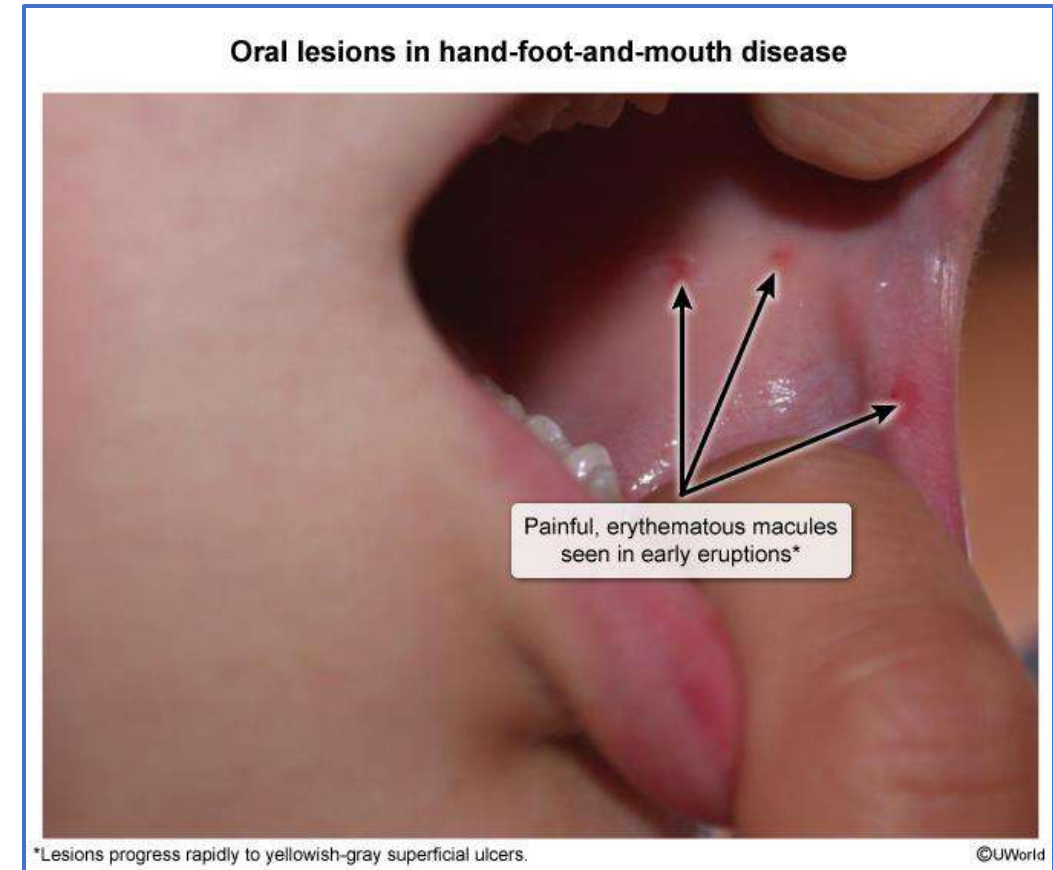 Oral lesions in hand-foot-and-mouth disease
Painful, erythematous macules
seen in early eruptions*
*Lesions progress rapidly to yellowish-gray superficial ulcers.
©UWorld